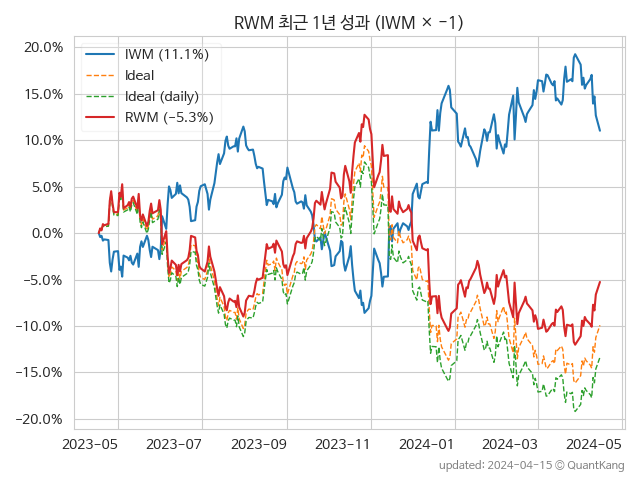 RWM 최근 1년 성과 (IWM × −1)
20.0%
15.0%
10.0%
5.0%
0.0%
−5.0%
−10.0%
−15.0%
−20.0%
IWM (11.1%)
Ideal
Ideal (daily)
RWM (−5.3%)
2023-05 2023-07 2023-09 2023-11 2024-01 2024-03 2024-05
updated: 2024-04-15 © QuantKang